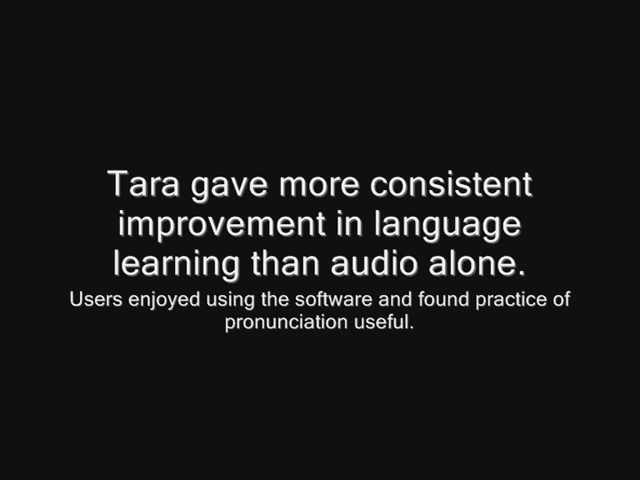 Tara gave more consistent
improvement in language
learning than audio alone.
Users enjoyed using the software and found practice of
pronunciation useful.